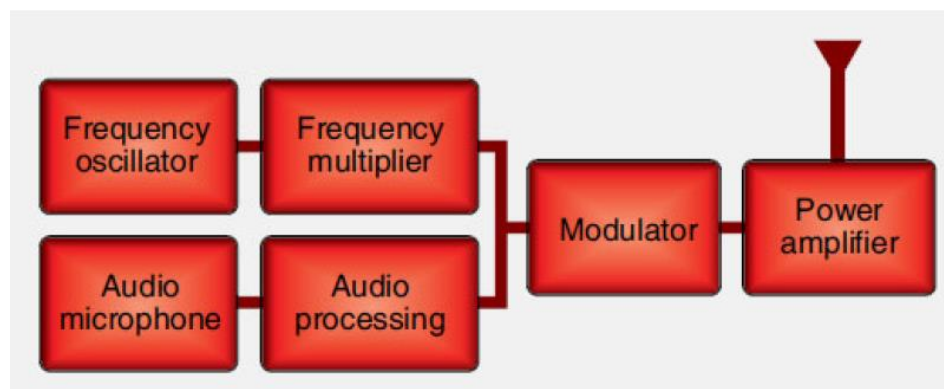 Frequency
oscillator
Frequency
multiplier
Audio
microphone
Audio
processing
Modulator
Power
amplifier